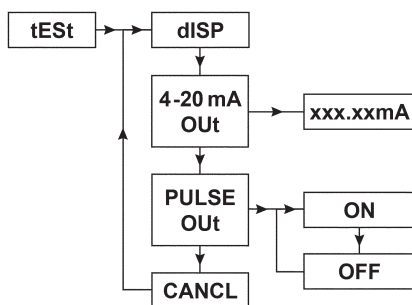 tESt
dISP
4-20 mA
OUt
xxx.xxmA
PULSE
OUt
ON
OFF
CANCL